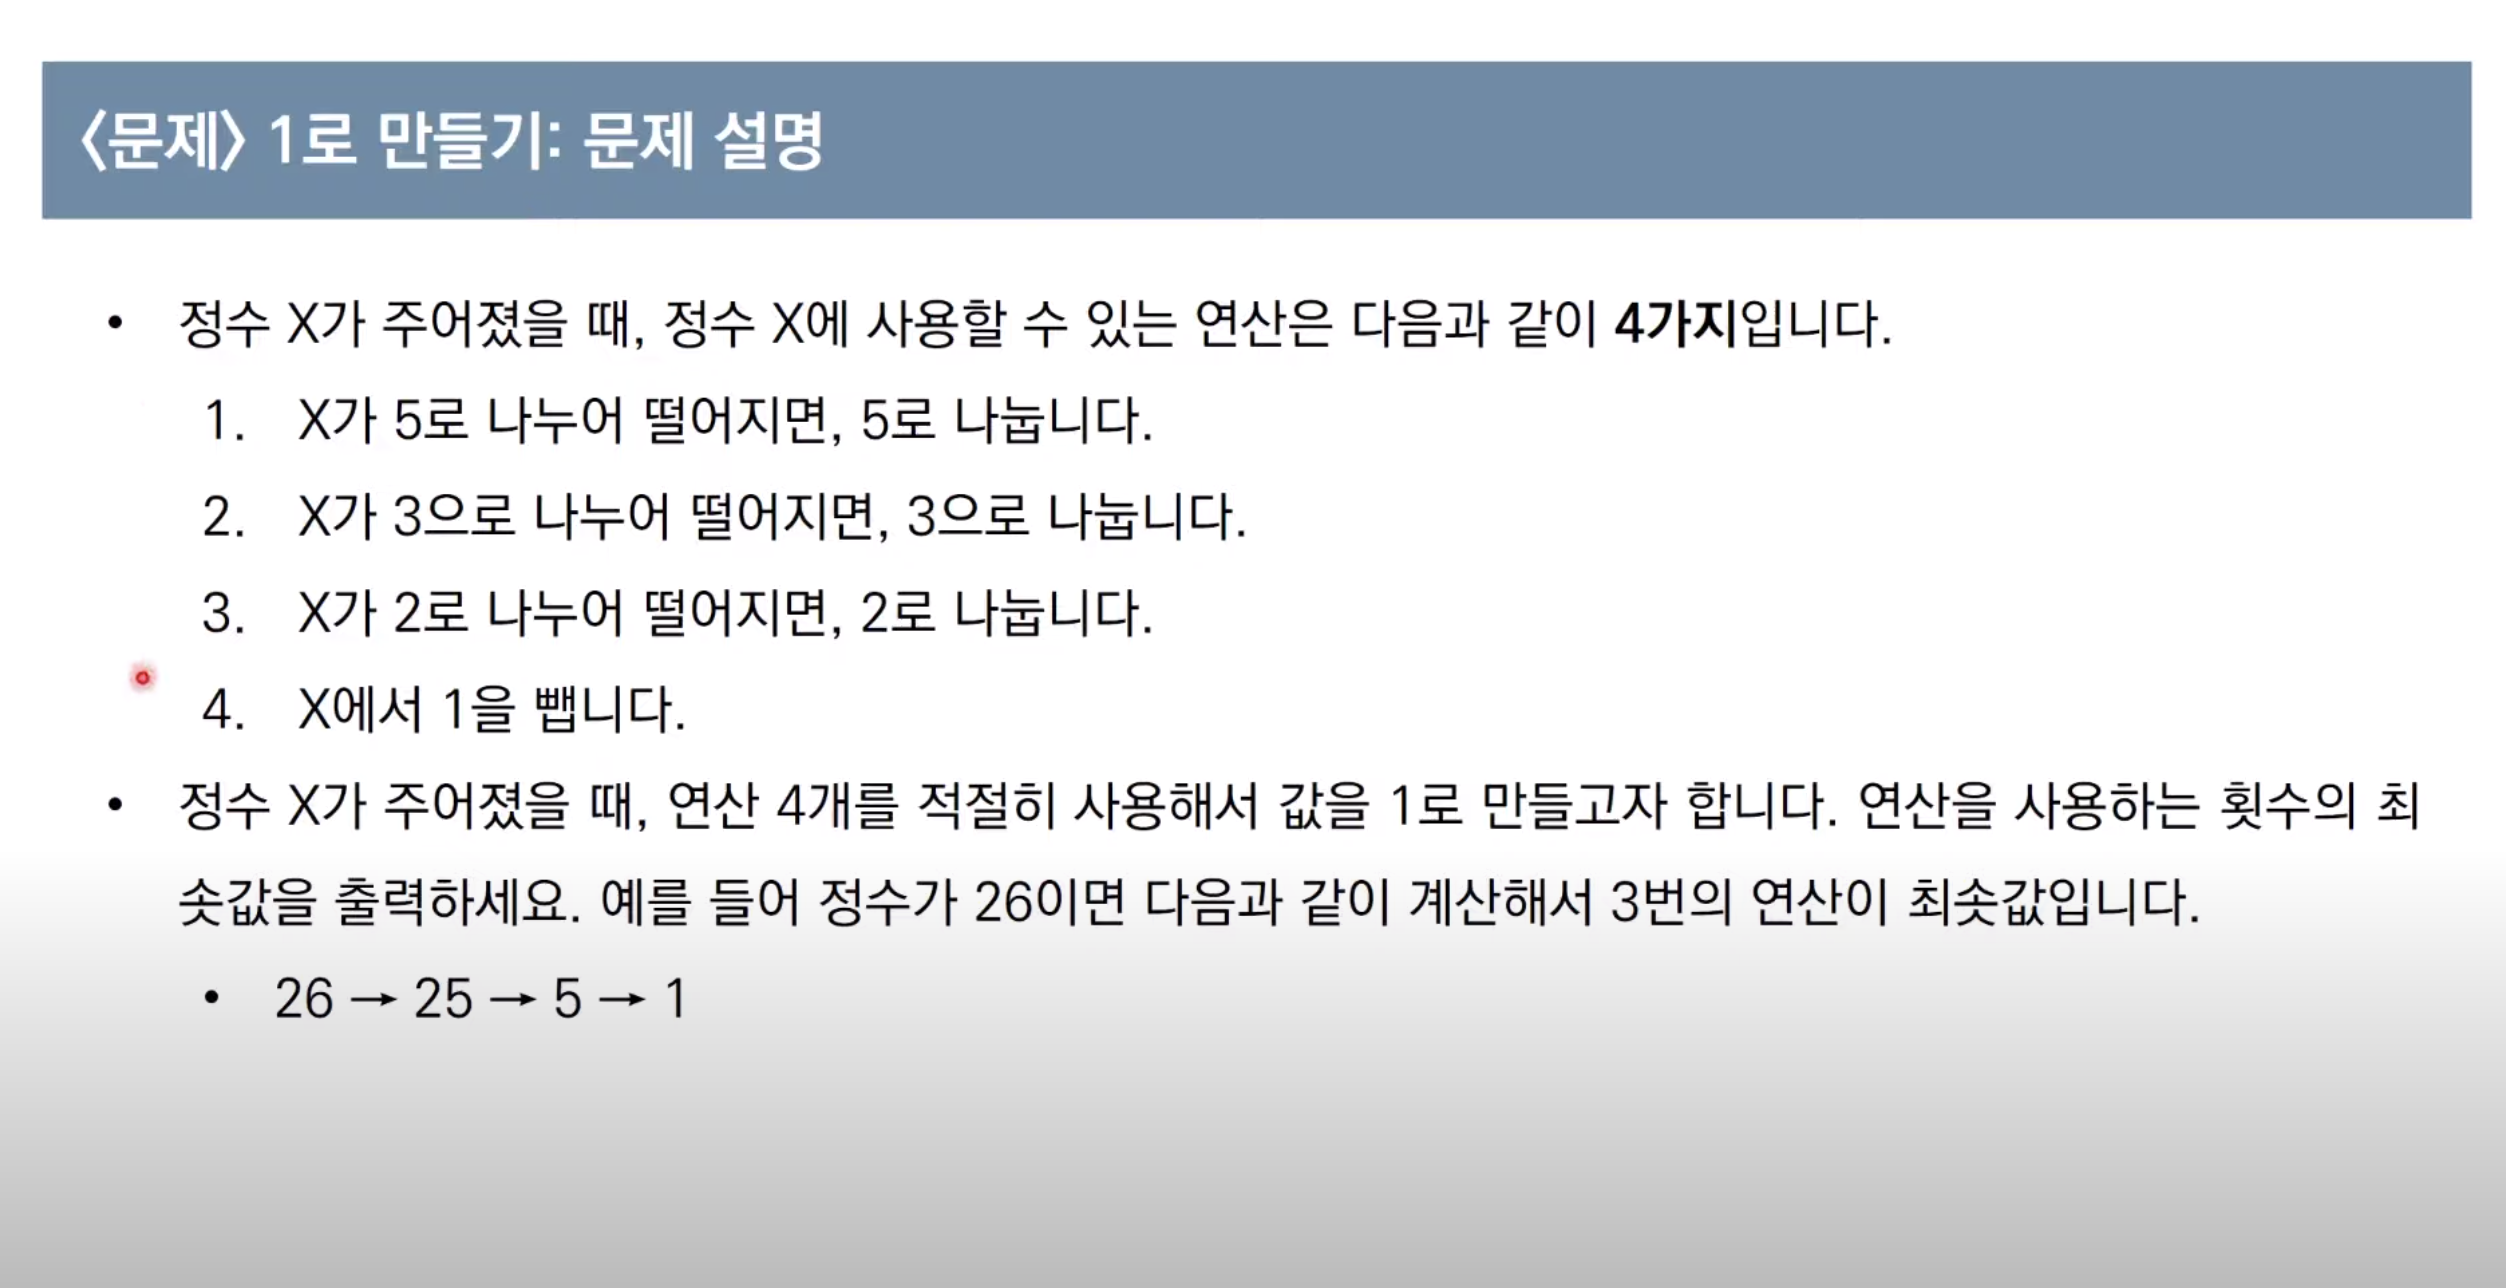 〈문제〉 1로 만들기: 문제 설명
• 정수 X가 주어졌을 때, 정수 X에 사용할 수 있는 연산은 다음과 같이 4가지입니다.
1. X가 5로 나누어 떨어지면, 5로 나눕니다.
2. X가 3으로 나누어 떨어지면, 3으로 나눕니다.
3. X가 2로 나누어 떨어지면, 2로 나눕니다.
4. X에서 1을 뺍니다.
• 정수 X가 주어졌을 때, 연산 4개를 적절히 사용해서 값을 1로 만들고자 합니다. 연산을 사용하는 횟수의 최
솟값을 출력하세요. 예를 들어 정수가 26이면 다음과 같이 계산해서 3번의 연산이 최솟값입니다.
• 26 → 25 → 5 → 1